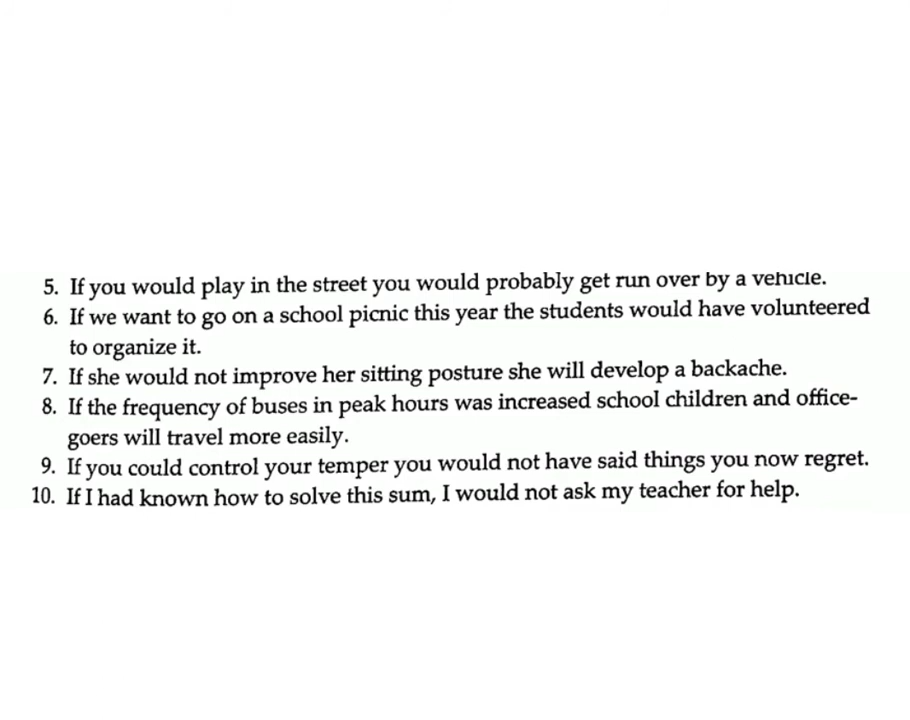 5. If you would play in the street you would probably get run over by a vehicle.
6. If we want to go on a school picnic this year the students would have volunteered
to organize it.
7. If she would not improve her sitting posture she will develop a backache.
8. If the frequency of buses in peak hours was increased school children and office-
goers will travel more easily.
9. If you could control your temper you would not have said things you now regret.
10. If I had known how to solve this sum, I would not ask my teacher for help.